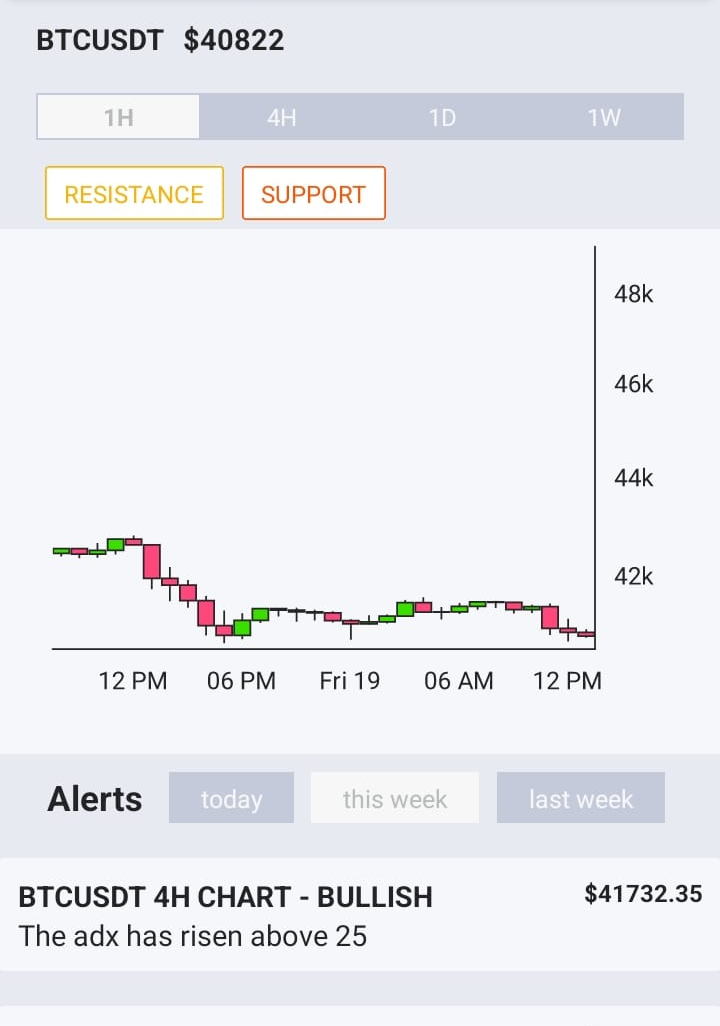 BTCUSDT $40822
1H 4H 1D 1W
RESISTANCE SUPPORT
48k
46k
44k
42k
12 PM 06 PM Fri 19 06 AM 12 PM
Alerts today this week last week
BTCUSDT 4H CHART - BULLISH $41732.35
The adx has risen above 25